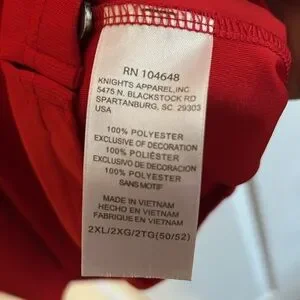 RN 104648
KNIGHTS APPAREL,INC
5475 N. BLACKSTOCK RD
SPARTANBURG, SC. 29303
USA
100% POLYESTER
EXCLUSIVE OF DECORATION
100% POLIÉSTER
EXCLUSIVO DE DECORACIÓN
100% POLYESTER
SANS MOTIF
MADE IN VIETNAM
HECHO EN VIETNAM
FABRIQUE EN VIETNAM
2XL/2XG/2TG(50/52)